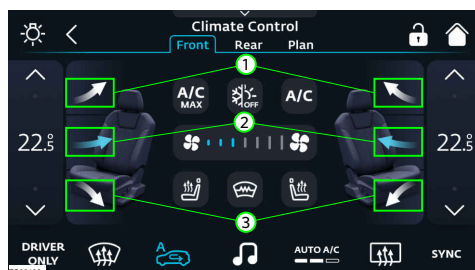 Climate Control
Front Rear Plan
1
A/C MAX
OFF
A/C
2
22.5°
22.5°
3
DRIVER ONLY
A
AUTO A/C
SYNC